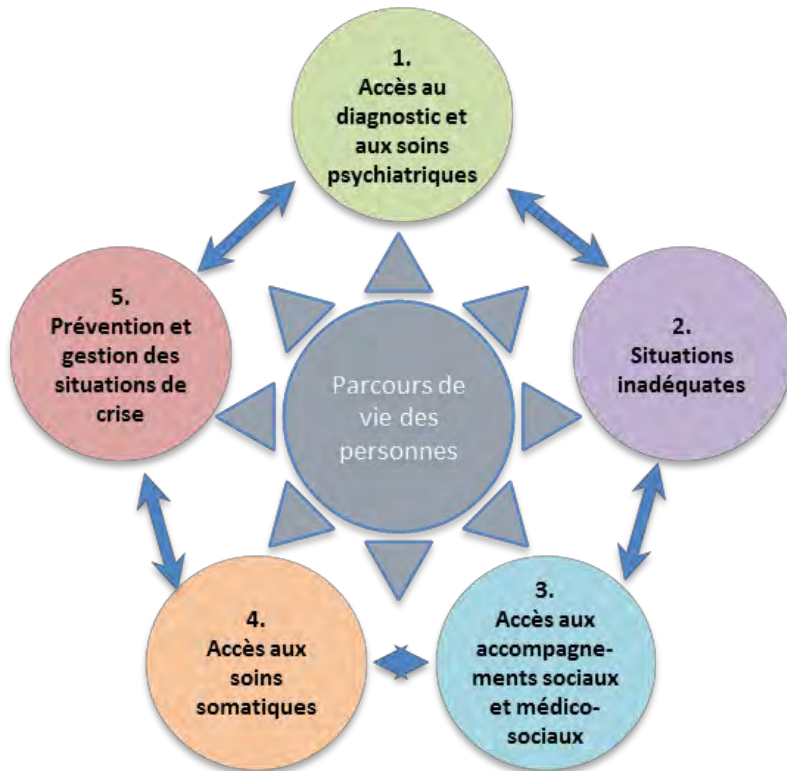 1.
Accès au
diagnostic et
aux soins
psychiatriques
5.
Prévention et
gestion des
situations de
crise
2.
Situations
inadéquates
Parcours de
vie des
personnes
4.
Accès aux
soins
somatiques
3.
Accès aux
accompagne-
ments sociaux
et médico-
sociaux